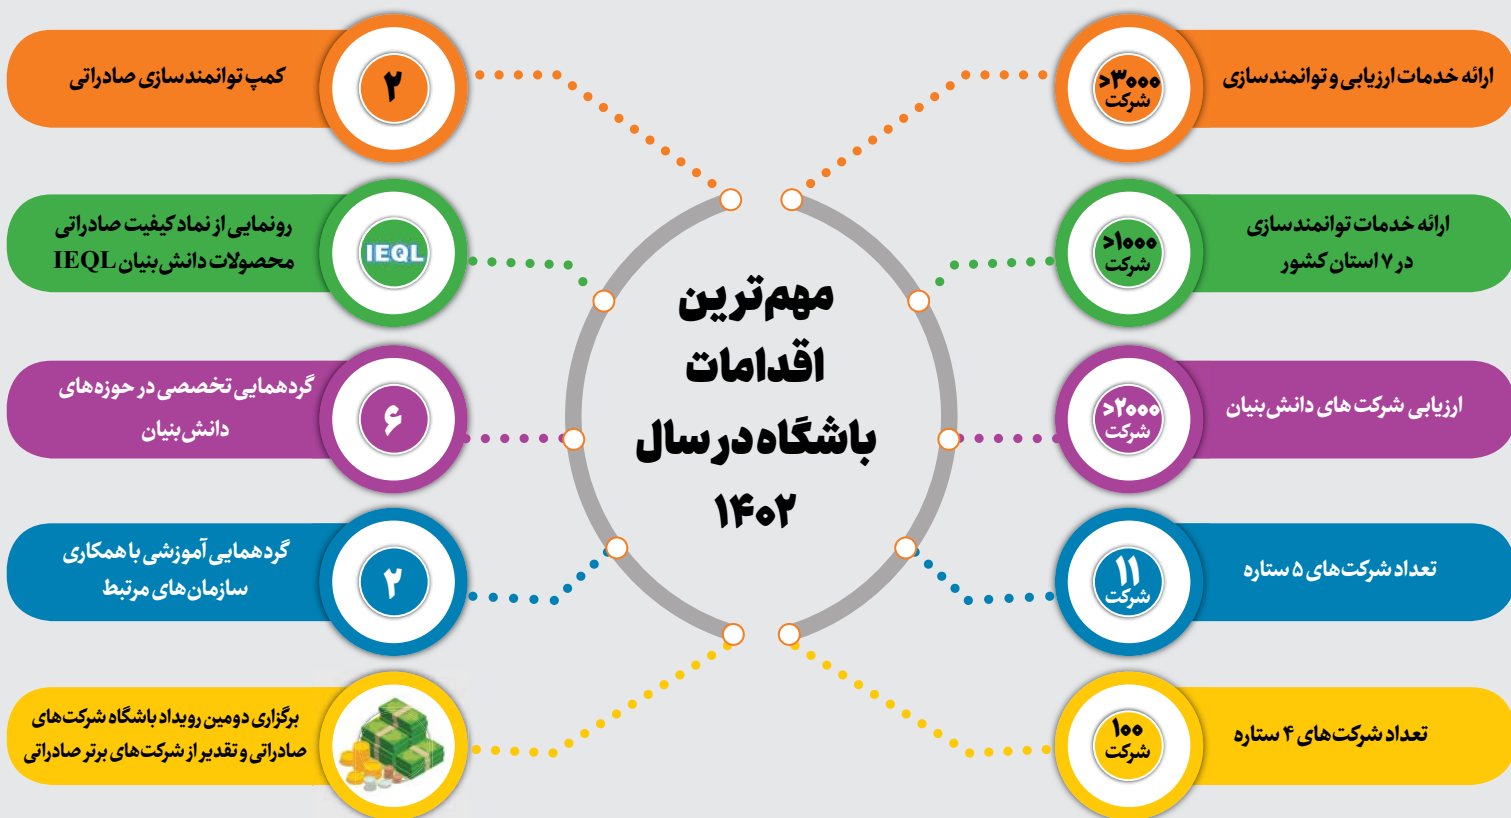 مهم‌ترین
اقدامات
باشگاه در سال
۱۴۰۲
ارائه خدمات ارزیابی و توانمندسازی
>۳۰۰۰
شرکت
ارائه خدمات توانمندسازی
در ۷ استان کشور
>۱۰۰۰
شرکت
ارزیابی شرکت های دانش‌بنیان
>۲۰۰۰
شرکت
تعداد شرکت‌های ۵ ستاره
۱۱
شرکت
تعداد شرکت‌های ۴ ستاره
۱۰۰
شرکت
۲
کمپ توانمندسازی صادراتی
IEQL
رونمایی از نماد کیفیت صادراتی
محصولات دانش‌بنیان IEQL
۶
گردهمایی تخصصی در حوزه‌های
دانش‌بنیان
۲
گردهمایی آموزشی با همکاری
سازمان‌های مرتبط
برگزاری دومین رویداد باشگاه شرکت‌های
صادراتی و تقدیر از شرکت‌های برتر صادراتی